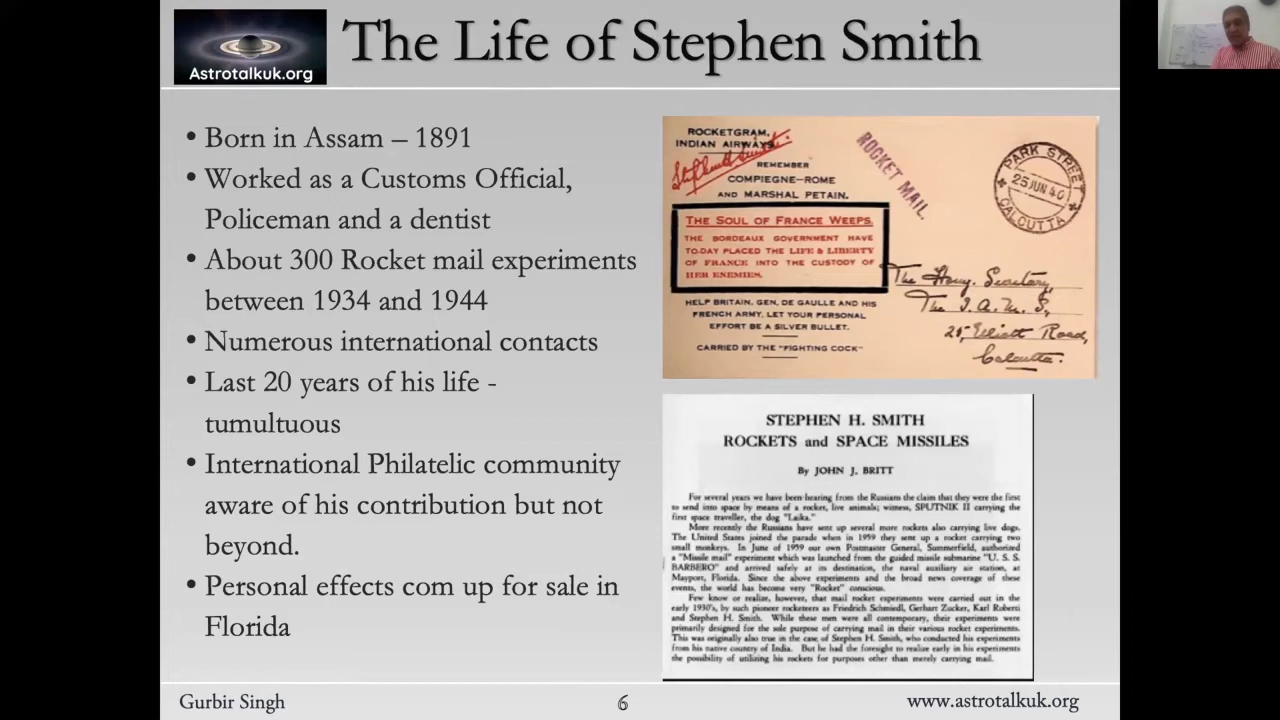 Astrotalkuk.org
The Life of Stephen Smith
• Born in Assam – 1891
• Worked as a Customs Official,
Policeman and a dentist
• About 300 Rocket mail experiments
between 1934 and 1944
• Numerous international contacts
• Last 20 years of his life -
tumultuous
• International Philatelic community
aware of his contribution but not
beyond.
• Personal effects com up for sale in
Florida
ROCKETGRAM.
INDIAN AIRWAYS.
Stephen Smith
REMEMBER
COMPIEGNE-ROME
AND MARSHAL PETAIN.
THE SOUL OF FRANCE WEEPS.
THE BORDEAUX GOVERNMENT HAVE
TO-DAY PLACED THE LIFE & LIBERTY
OF FRANCE INTO THE CUSTODY OF
HER ENEMIES.
HELP BRITAIN, GEN. DE GAULLE AND HIS
FRENCH ARMY. LET YOUR PERSONAL
EFFORT BE A SILVER BULLET.
CARRIED BY THE "FIGHTING COCK"
ROCKET MAIL.
PARK STREET
25 JUN 40
CALCUTTA
The Hony. Secretary,
The I. A. M. S,
25, Elliott Road,
Calcutta.
STEPHEN H. SMITH
ROCKETS and SPACE MISSILES
By JOHN J. BRITT
For several years we have been hearing from the Russians the claim that they were the first
to send into space by means of a rocket, live animals; witness, SPUTNIK II carrying the
first space traveller, the dog "Laika."
More recently the Russians have sent up several more rockets also carrying live dogs.
The United States joined the parade when in 1959 they sent up a rocket carrying two
small monkeys. In June of 1959 our own Postmaster General, Summerfield, authorized
a "Missile mail" experiment which was launched from the guided missile submarine "U. S. S.
BARBERO" and arrived safely at its destination, the naval auxiliary air station, at
Mayport, Florida. Since the above experiments and the broad news coverage of these
events, the world has become very "Rocket" conscious.
Few know or realize, however, that mail rocket experiments were carried out in the
early 1930's, by such pioneer rocketeers as Friedrich Schmiedl, Gerhart Zucker, Karl Roberti
and Stephen H. Smith. While these men were all contemporary, their experiments were
primarily designed for the sole purpose of carrying mail in their various rocket experiments.
This was originally also true in the case of Stephen H. Smith, who conducted his experiments
from his native country of India. But he had the foresight to realize early in his experiments
the possibility of utilizing his rockets for purposes other than merely carrying mail.
Gurbir Singh
6
www.astrotalkuk.org